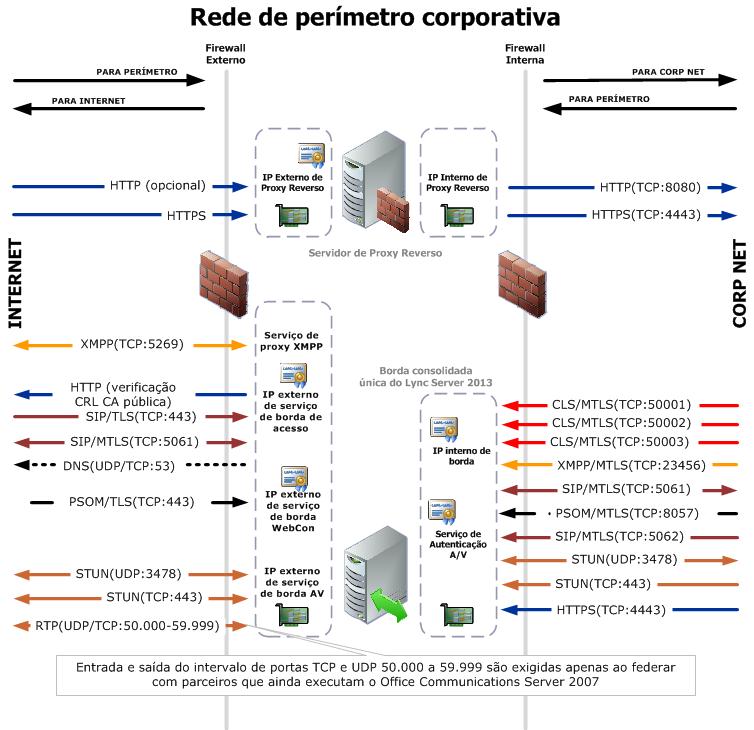 Rede de perímetro corporativa
Firewall
Externo
Firewall
Interna
PARA PERÍMETRO
PARA INTERNET
PARA CORP NET
PARA PERÍMETRO
IP Externo de
Proxy Reverso
IP Interno de
Proxy Reverso
HTTP (opcional)
HTTPS
HTTP(TCP:8080)
HTTPS(TCP:4443)
Servidor de Proxy Reverso
INTERNET
CORP NET
XMPP(TCP:5269)
HTTP (verificação
CRL CA pública)
SIP/TLS(TCP:443)
SIP/MTLS(TCP:5061)
DNS(UDP/TCP:53)
PSOM/TLS(TCP:443)
STUN(UDP:3478)
STUN(TCP:443)
RTP(UDP/TCP:50.000-59.999)
Serviço de
proxy XMPP
IP externo
de serviço
de borda de
acesso
IP externo
de serviço
de borda
WebCon
IP externo
de serviço
de borda AV
Borda consolidada
única do Lync Server 2013
IP interno de
borda
Serviço de
Autenticação
A/V
CLS/MTLS(TCP:50001)
CLS/MTLS(TCP:50002)
CLS/MTLS(TCP:50003)
XMPP/MTLS(TCP:23456)
SIP/MTLS(TCP:5061)
PSOM/MTLS(TCP:8057)
SIP/MTLS(TCP:5062)
STUN(UDP:3478)
STUN(TCP:443)
HTTPS(TCP:4443)
Entrada e saída do intervalo de portas TCP e UDP 50.000 a 59.999 são exigidas apenas ao federar
com parceiros que ainda executam o Office Communications Server 2007